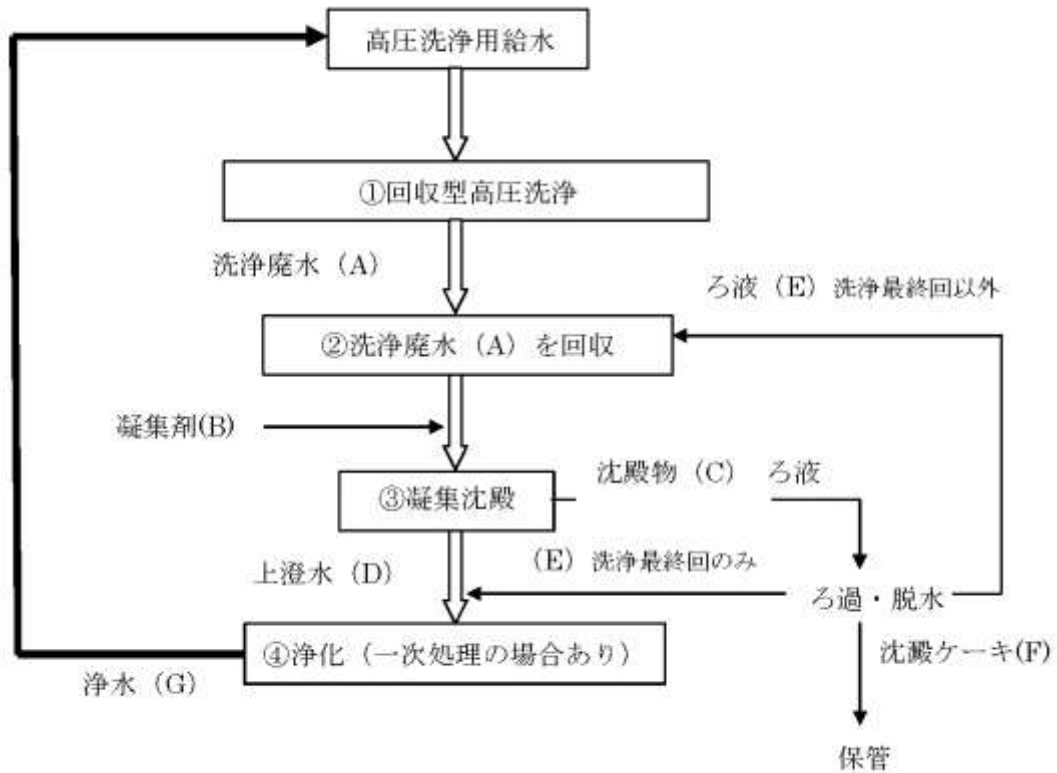 高圧洗浄用給水
①回収型高圧洗浄
洗浄廃水（A）
ろ液（E）洗浄最終回以外
②洗浄廃水（A）を回収
凝集剤(B)
沈殿物（C） ろ液
③凝集沈殿
（E）洗浄最終回のみ
上澄水（D）
ろ過・脱水
④浄化（一次処理の場合あり）
沈澱ケーキ(F)
浄水（G）
保管